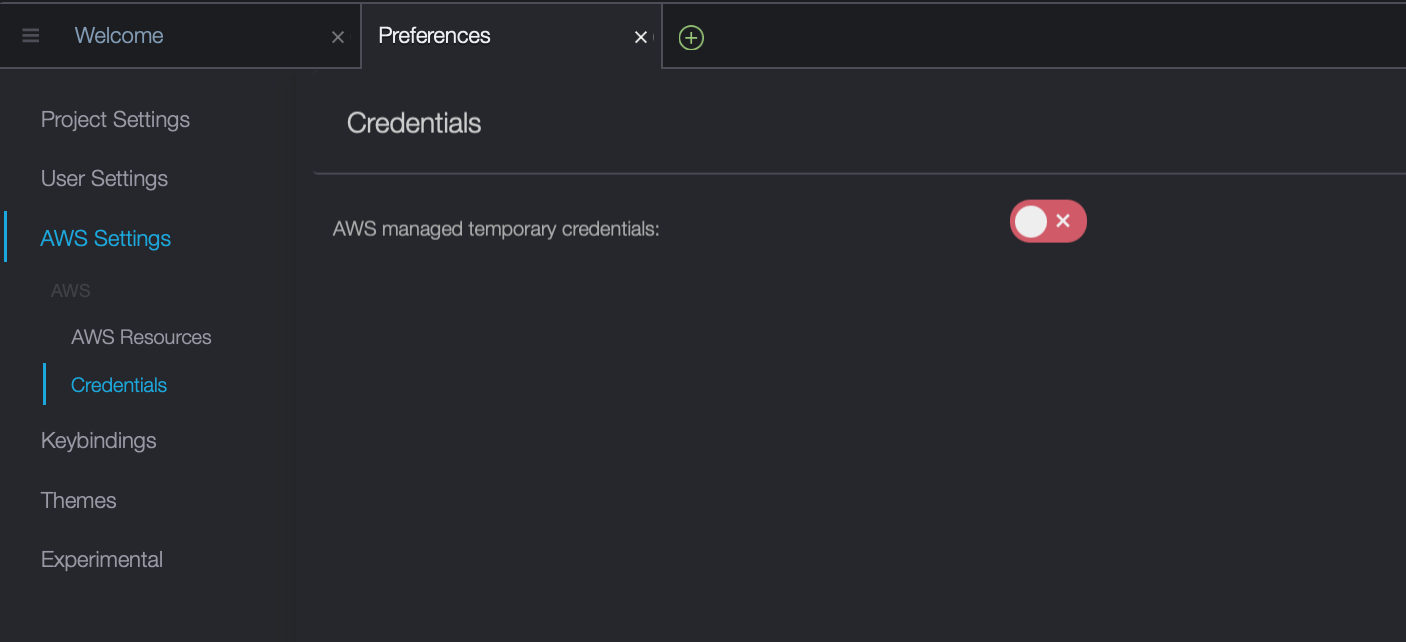 Welcome
Preferences
Project Settings
User Settings
AWS Settings
AWS
AWS Resources
Credentials
Keybindings
Themes
Experimental
Credentials
AWS managed temporary credentials: